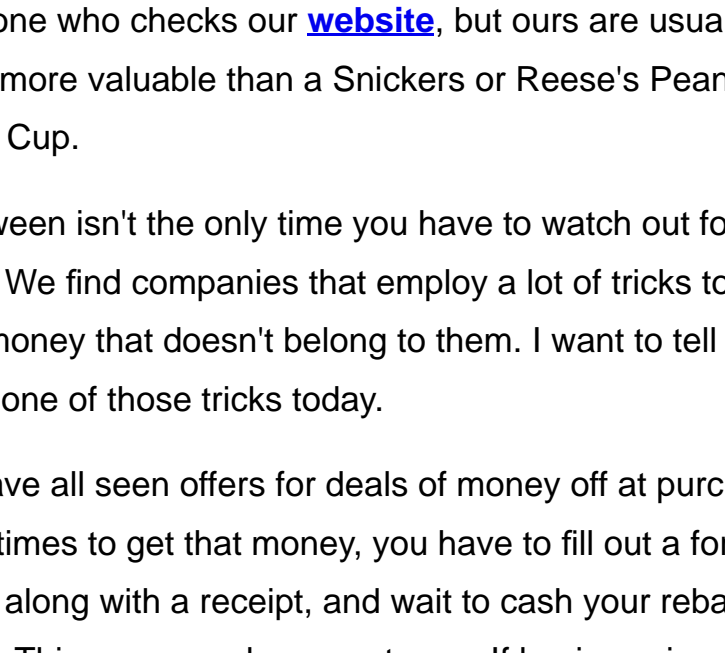 one who checks our website, but ours are usua
more valuable than a Snickers or Reese's Pean
Cup.
ween isn't the only time you have to watch out fo
We find companies that employ a lot of tricks to
money that doesn't belong to them. I want to tell
one of those tricks today.
ave all seen offers for deals of money off at purc
times to get that money, you have to fill out a for
along with a receipt, and wait to cash your reba